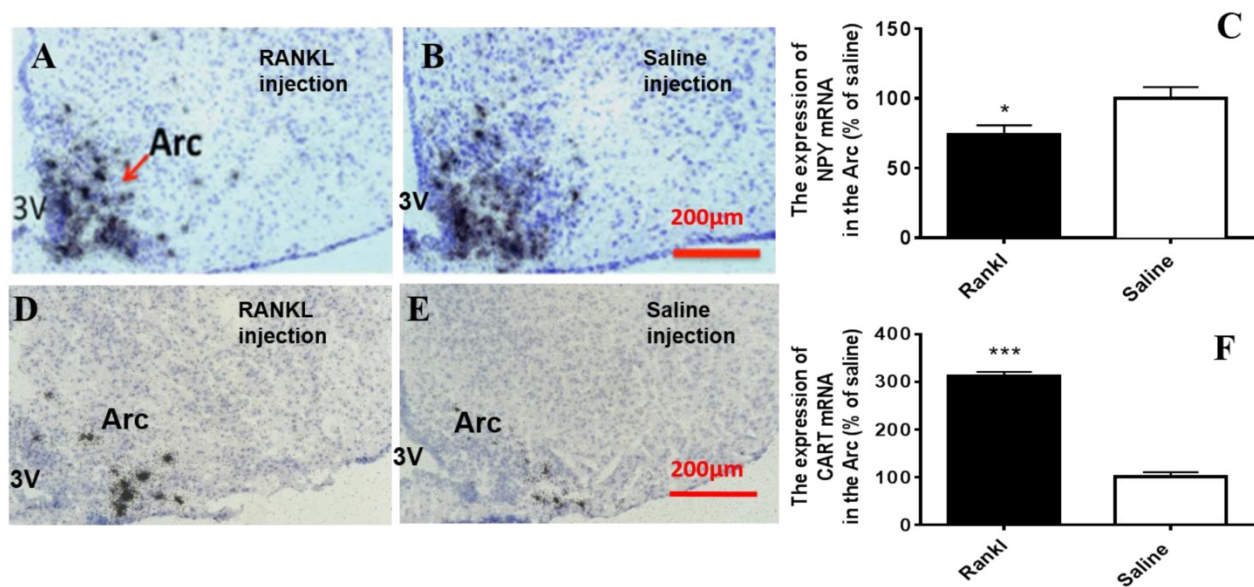 A
RANKL
injection
Arc
3V
B
Saline
injection
3V
200µm
C
The expression of
NPY mRNA
in the Arc (% of saline)
150
100
50
0
*
Rankl
Saline
D
RANKL
injection
Arc
3V
E
Saline
injection
Arc
3V
200µm
F
The expression of
CART mRNA
in the Arc (% of saline)
400
300
200
100
0
***
Rankl
Saline